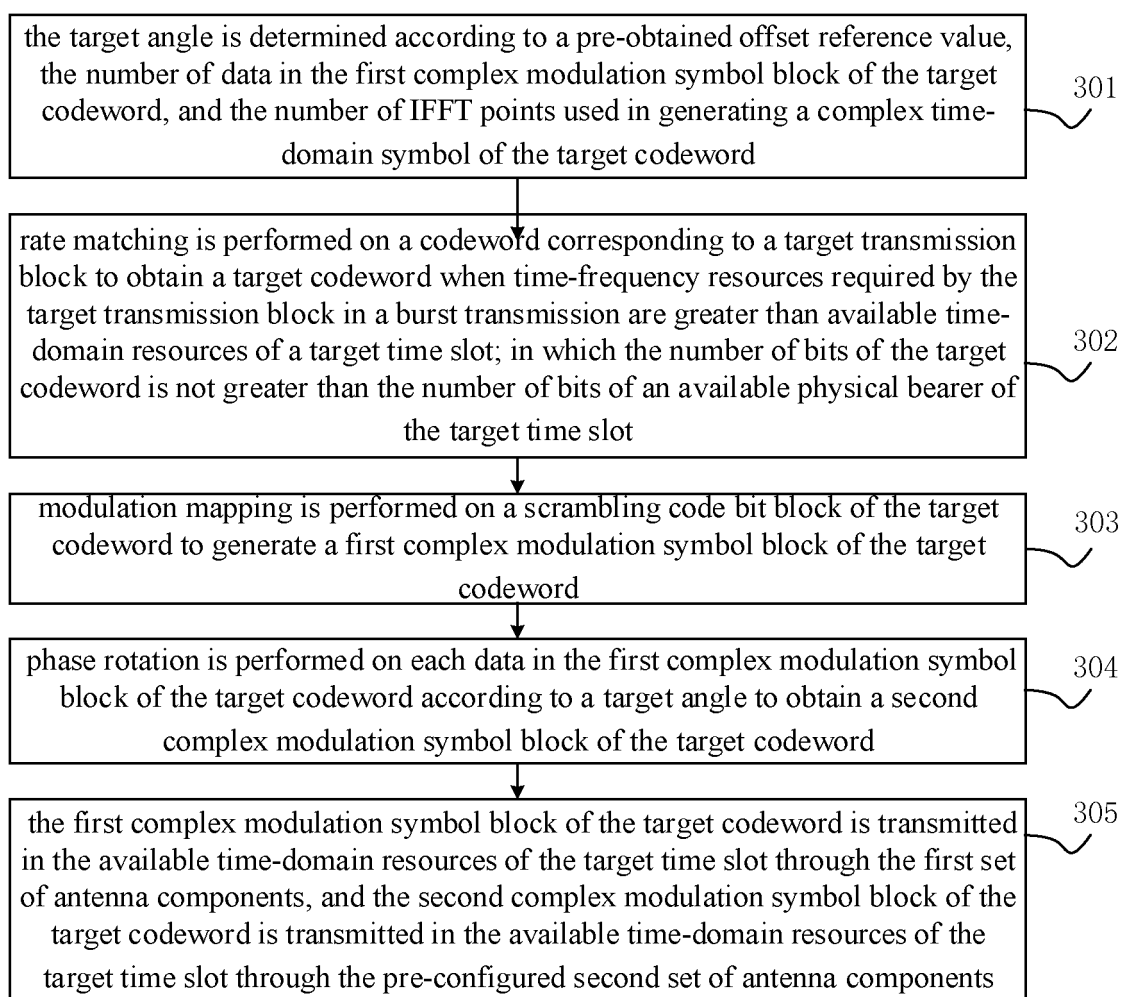 the target angle is determined according to a pre-obtained offset reference value,
the number of data in the first complex modulation symbol block of the target
codeword, and the number of IFFT points used in generating a complex time-
domain symbol of the target codeword
301
rate matching is performed on a codeword corresponding to a target transmission
block to obtain a target codeword when time-frequency resources required by the
target transmission block in a burst transmission are greater than available time-
domain resources of a target time slot; in which the number of bits of the target
codeword is not greater than the number of bits of an available physical bearer of
the target time slot
302
modulation mapping is performed on a scrambling code bit block of the target
codeword to generate a first complex modulation symbol block of the target
codeword
303
phase rotation is performed on each data in the first complex modulation symbol
block of the target codeword according to a target angle to obtain a second
complex modulation symbol block of the target codeword
304
the first complex modulation symbol block of the target codeword is transmitted
in the available time-domain resources of the target time slot through the first set
of antenna components, and the second complex modulation symbol block of the
target codeword is transmitted in the available time-domain resources of the
target time slot through the pre-configured second set of antenna components
305